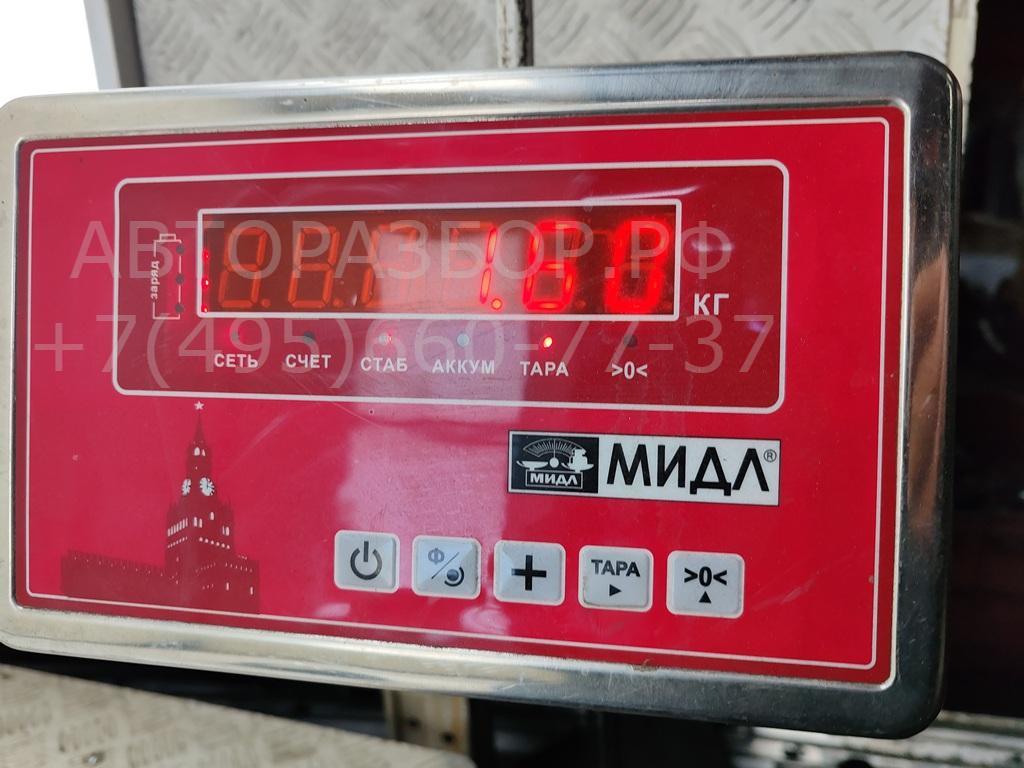 АВТОРАЗБОР.РФ
+7(495)660-77-37
заряд
1.60
КГ
СЕТЬ СЧЕТ СТАБ АККУМ ТАРА >0<
МИДЛ МИДЛ®
Ф + ТАРА >0<